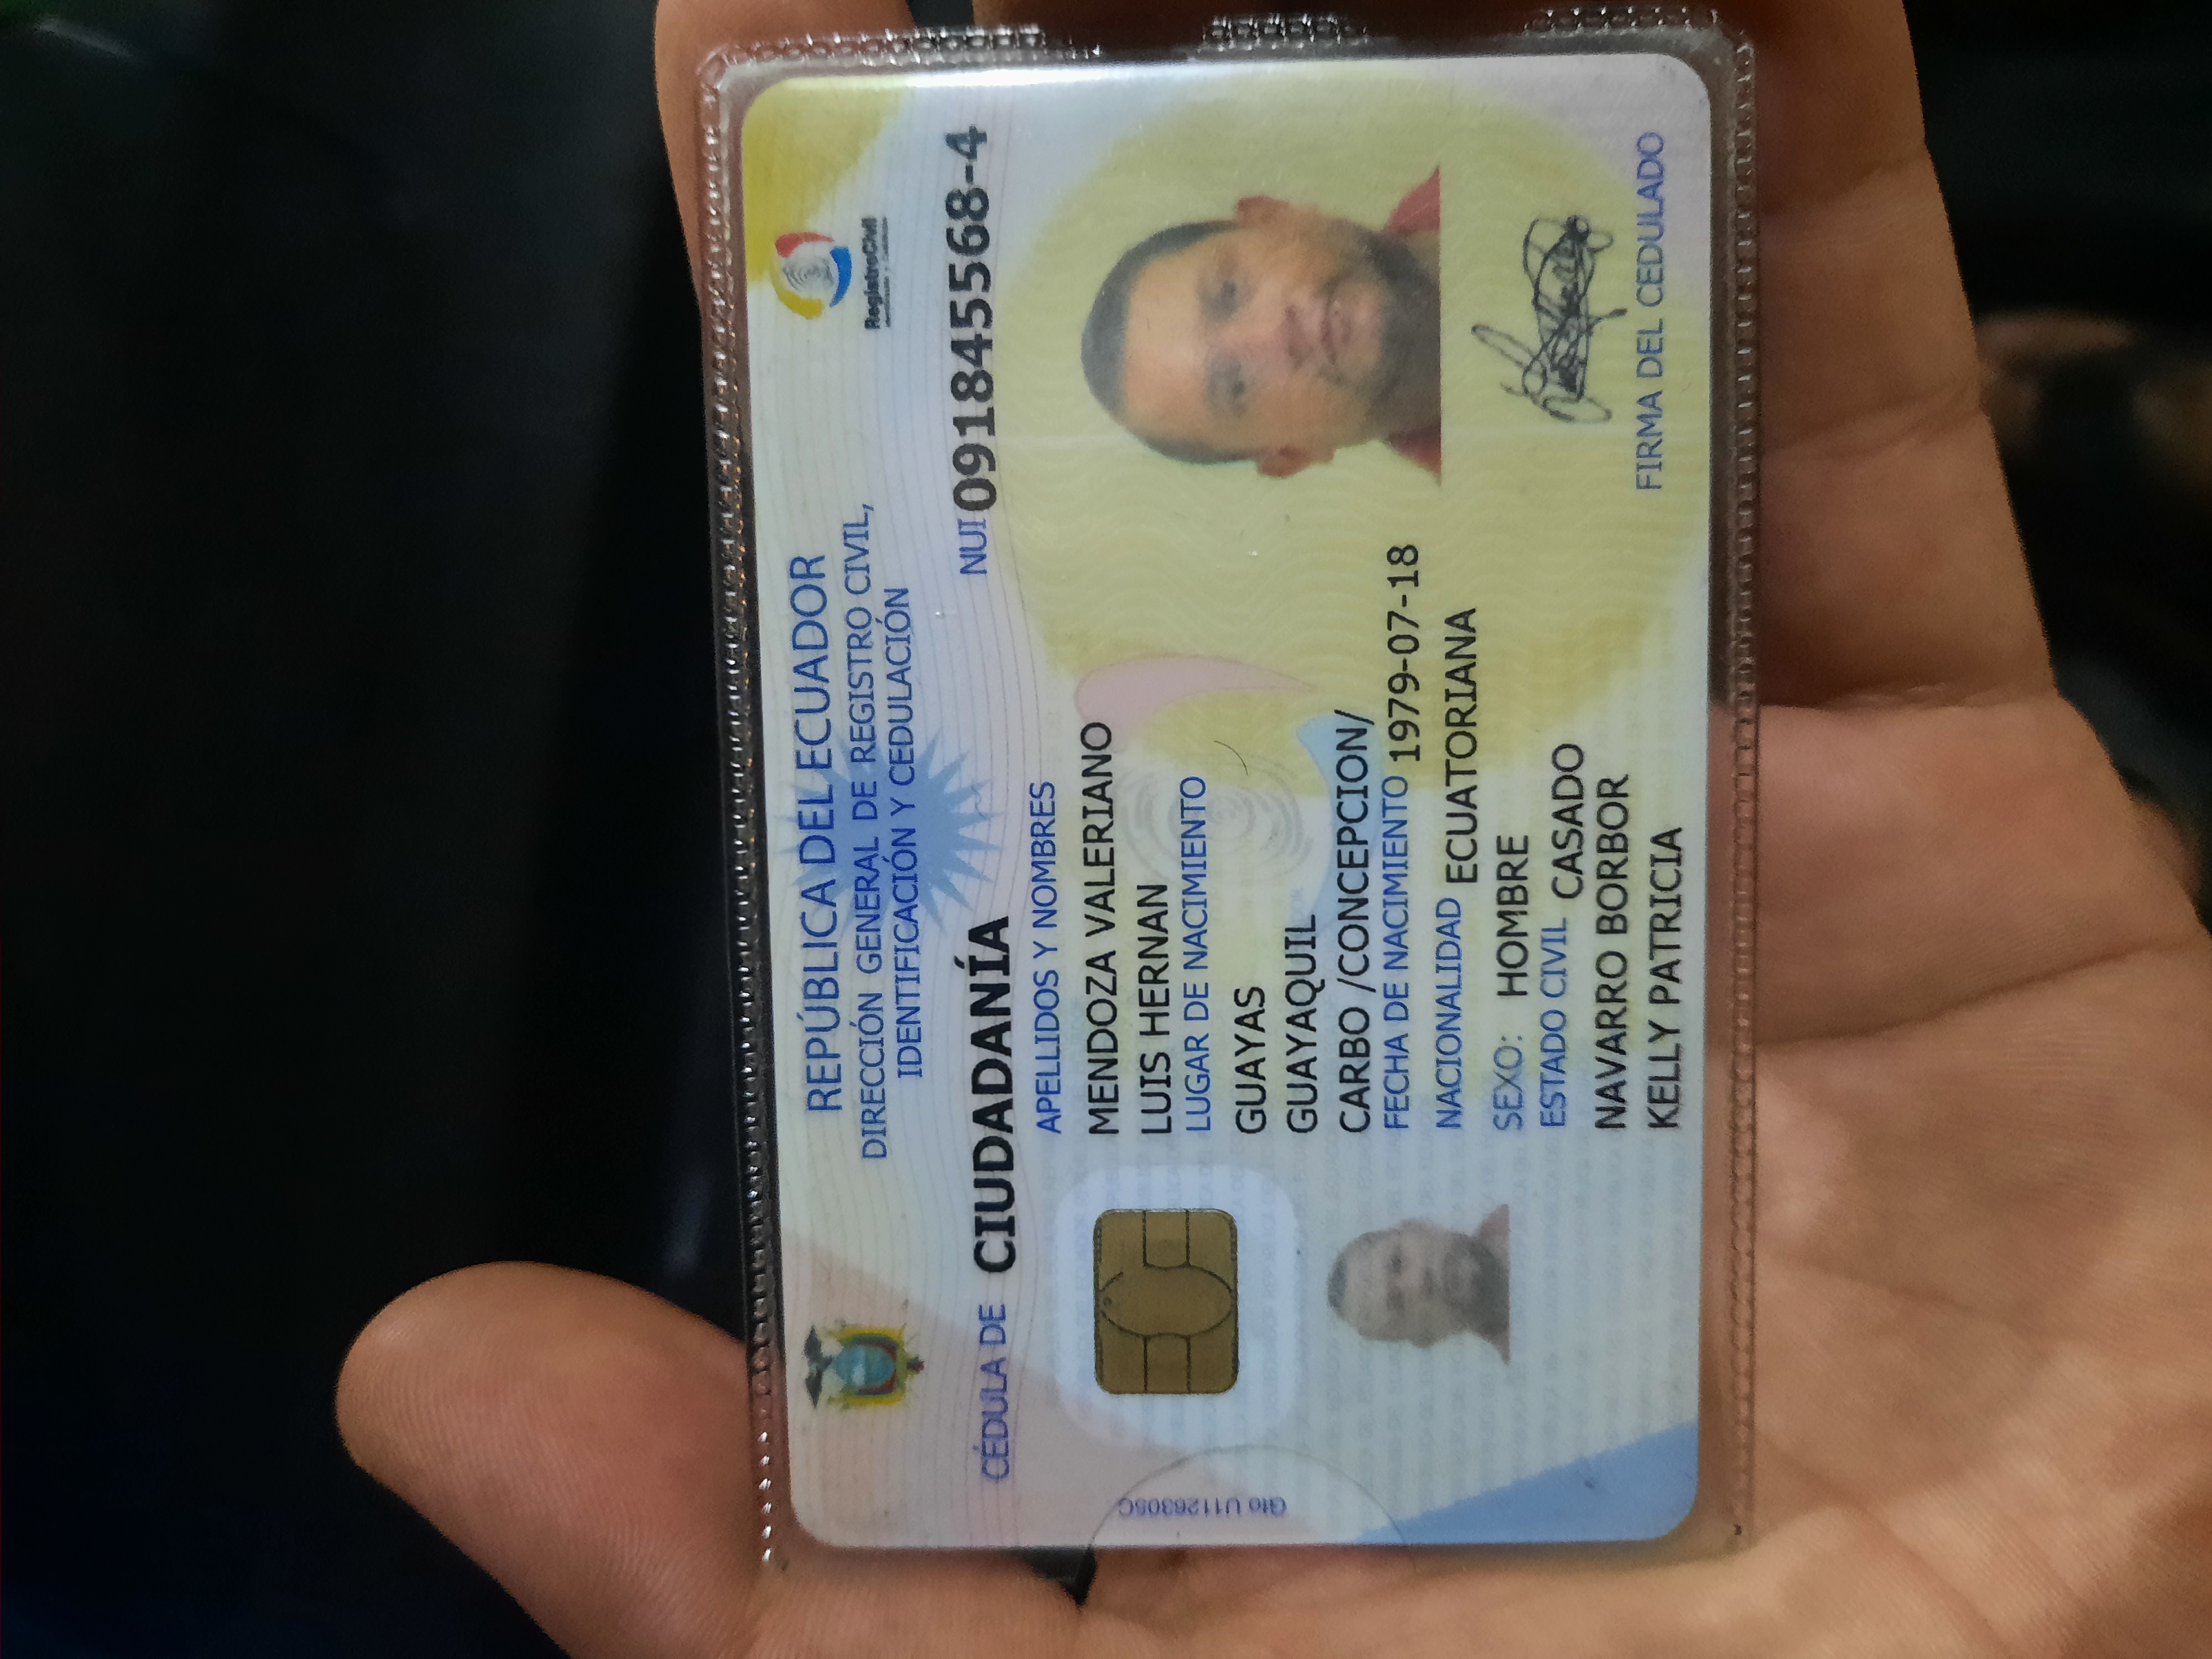 REPÚBLICA DEL ECUADOR
DIRECCIÓN GENERAL DE REGISTRO CIVIL,
IDENTIFICACIÓN Y CEDULACIÓN
RegistroCivil
CÉDULA DE CIUDADANÍA
NUI 091845568-4
APELLIDOS Y NOMBRES
MENDOZA VALERIANO
LUIS HERNAN
LUGAR DE NACIMIENTO
GUAYAS
GUAYAQUIL
CARBO /CONCEPCION/
FECHA DE NACIMIENTO 1979-07-18
NACIONALIDAD ECUATORIANA
SEXO: HOMBRE
ESTADO CIVIL CASADO
NAVARRO BORBOR
KELLY PATRICIA
FIRMA DEL CEDULADO